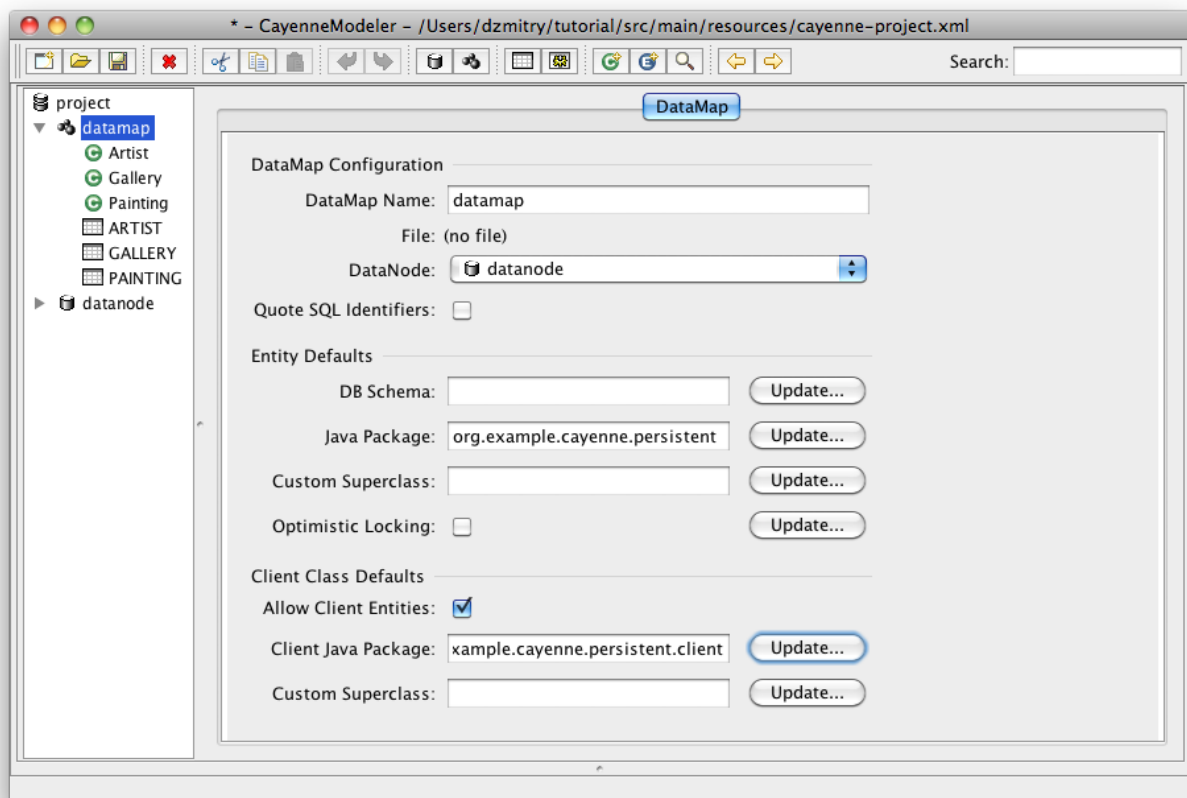 * – CayenneModeler – /Users/dzmitry/tutorial/src/main/resources/cayenne-project.xml
Search:
project
datamap
Artist
Gallery
Painting
ARTIST
GALLERY
PAINTING
datanode
DataMap
DataMap Configuration
DataMap Name: datamap
File: (no file)
DataNode: datanode
Quote SQL Identifiers:
Entity Defaults
DB Schema: Update...
Java Package: org.example.cayenne.persistent Update...
Custom Superclass: Update...
Optimistic Locking: Update...
Client Class Defaults
Allow Client Entities:
Client Java Package: xample.cayenne.persistent.client Update...
Custom Superclass: Update...